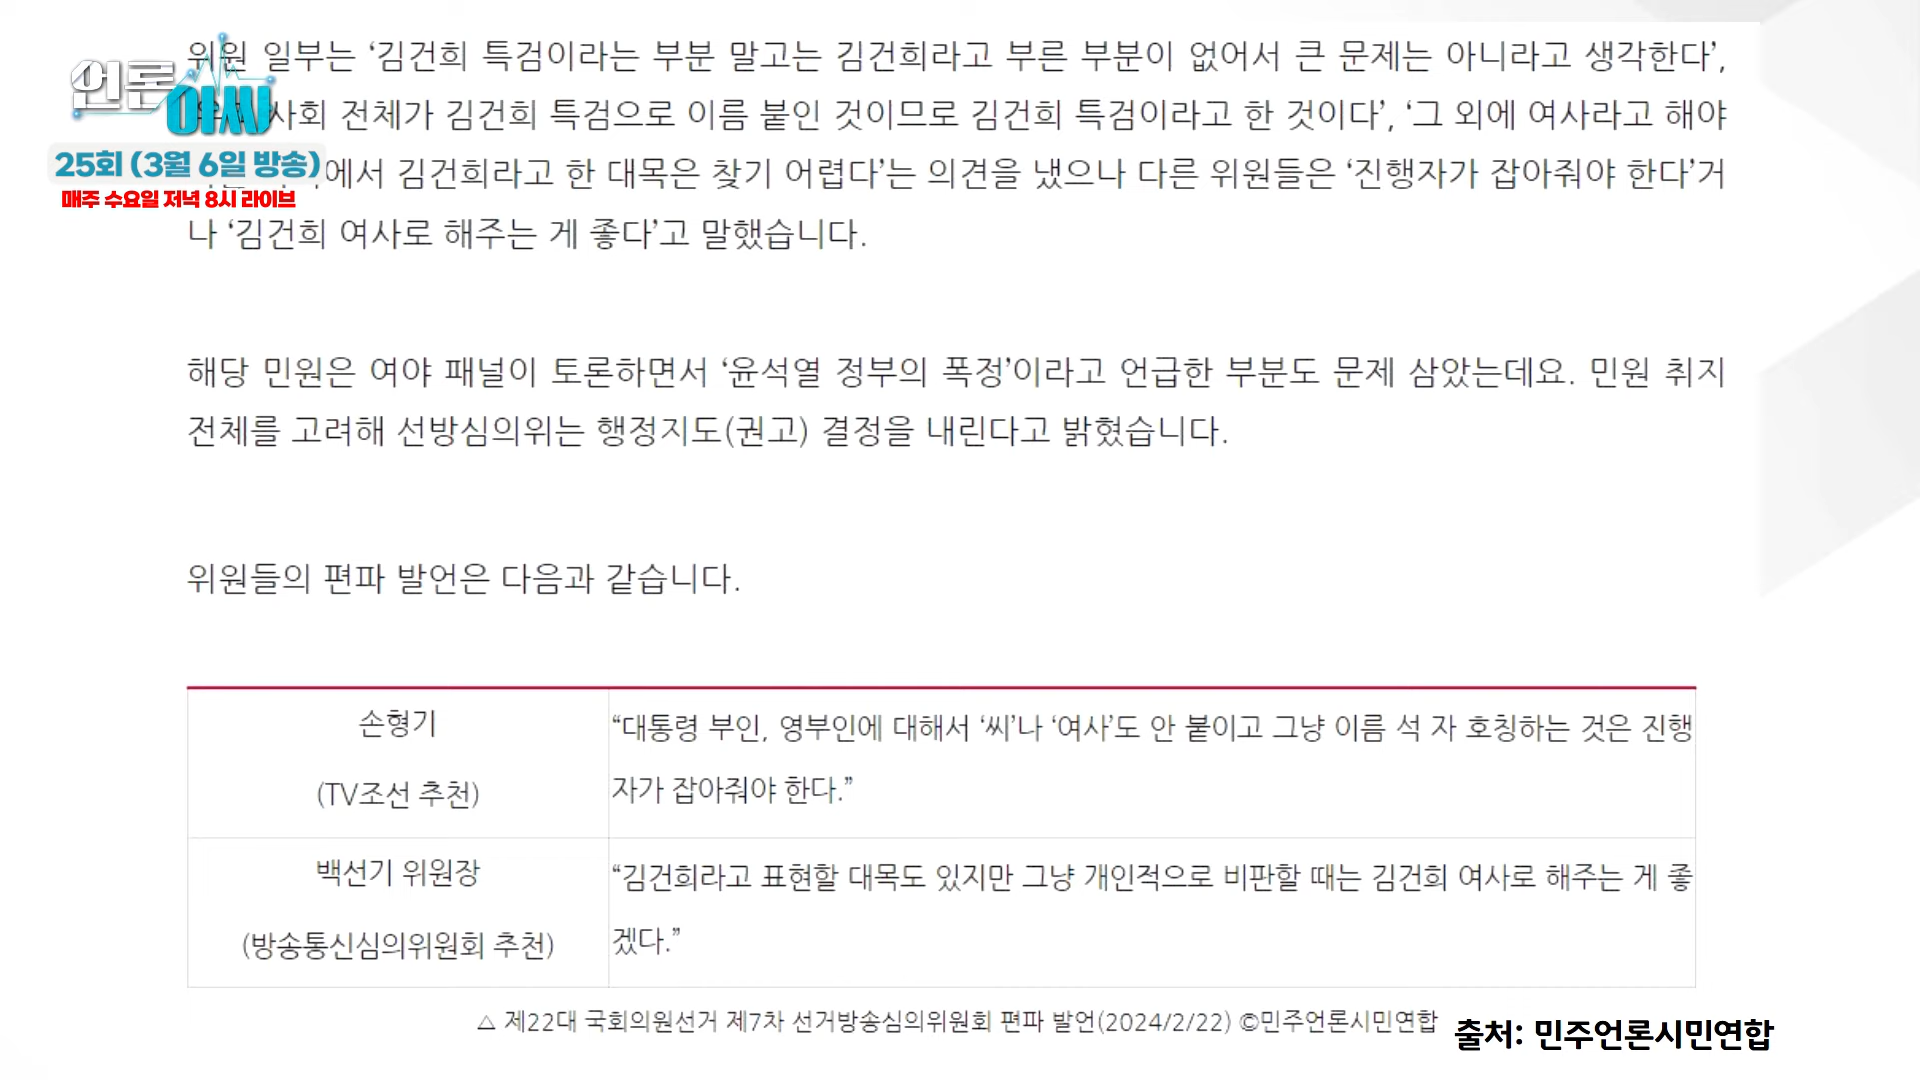 위원 일부는 ‘김건희 특검이라는 부분 말고는 김건희라고 부른 부분이 없어서 큰 문제는 아니라고 생각한다’,
언론
아싸
사회 전체가 김건희 특검으로 이름 붙인 것이므로 김건희 특검이라고 한 것이다’, ‘그 외에 여사라고 해야
25회 (3월 6일 방송)
에서 김건희라고 한 대목은 찾기 어렵다’는 의견을 냈으나 다른 위원들은 ‘진행자가 잡아줘야 한다’거
매주 수요일 저녁 8시 라이브
나 ‘김건희 여사로 해주는 게 좋다’고 말했습니다.
해당 민원은 여야 패널이 토론하면서 ‘윤석열 정부의 폭정’이라고 언급한 부분도 문제 삼았는데요. 민원 취지
전체를 고려해 선방심의위는 행정지도(권고) 결정을 내린다고 밝혔습니다.
위원들의 편파 발언은 다음과 같습니다.
손형기
(TV조선 추천)
“대통령 부인, 영부인에 대해서 ‘씨’나 ‘여사’도 안 붙이고 그냥 이름 석 자 호칭하는 것은 진행
자가 잡아줘야 한다.”
백선기 위원장
(방송통신심의위원회 추천)
“김건희라고 표현할 대목도 있지만 그냥 개인적으로 비판할 때는 김건희 여사로 해주는 게 좋
겠다.”
△ 제22대 국회의원선거 제7차 선거방송심의위원회 편파 발언(2024/2/22) ©민주언론시민연합
출처: 민주언론시민연합